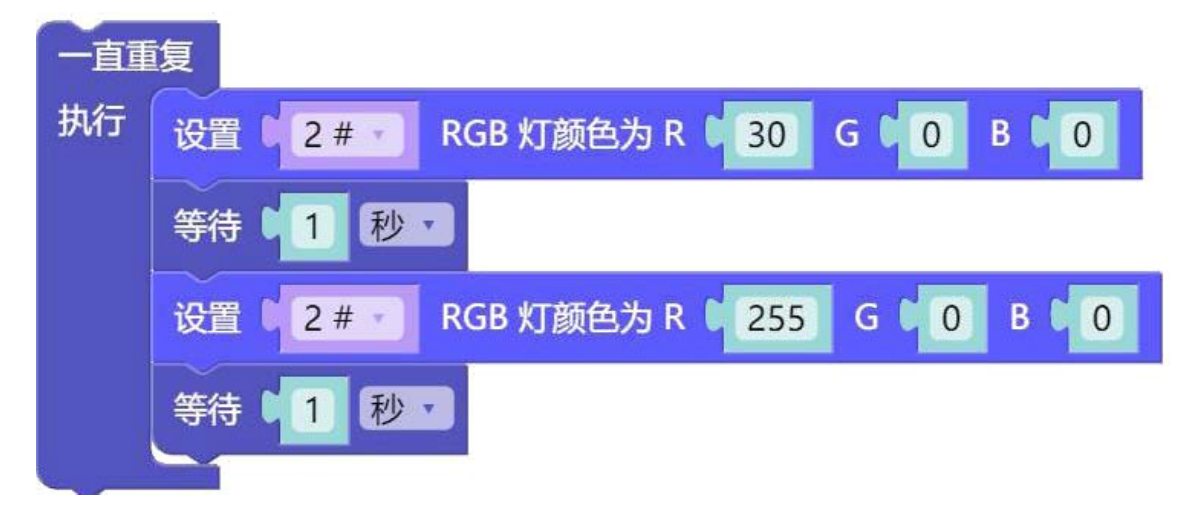 一直重复
执行
设置 2 # RGB 灯颜色为 R 30 G 0 B 0
等待 1 秒
设置 2 # RGB 灯颜色为 R 255 G 0 B 0
等待 1 秒